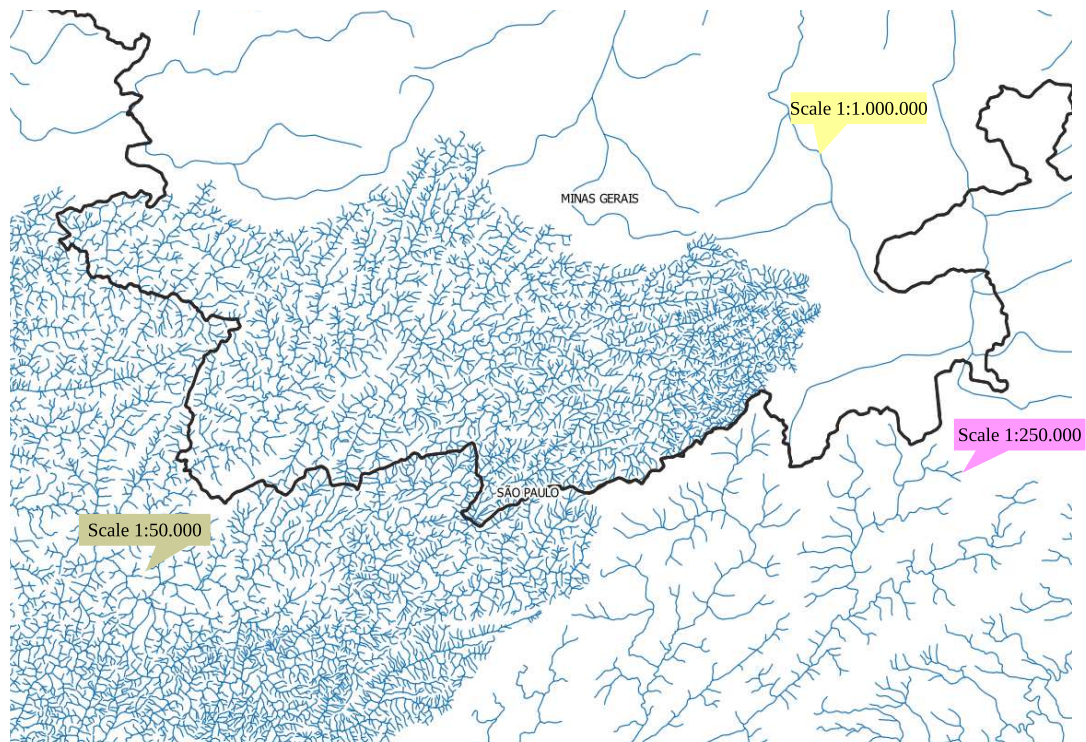 Scale 1:1.000.000
MINAS GERAIS
Scale 1:250.000
SÃO PAULO
Scale 1:50.000